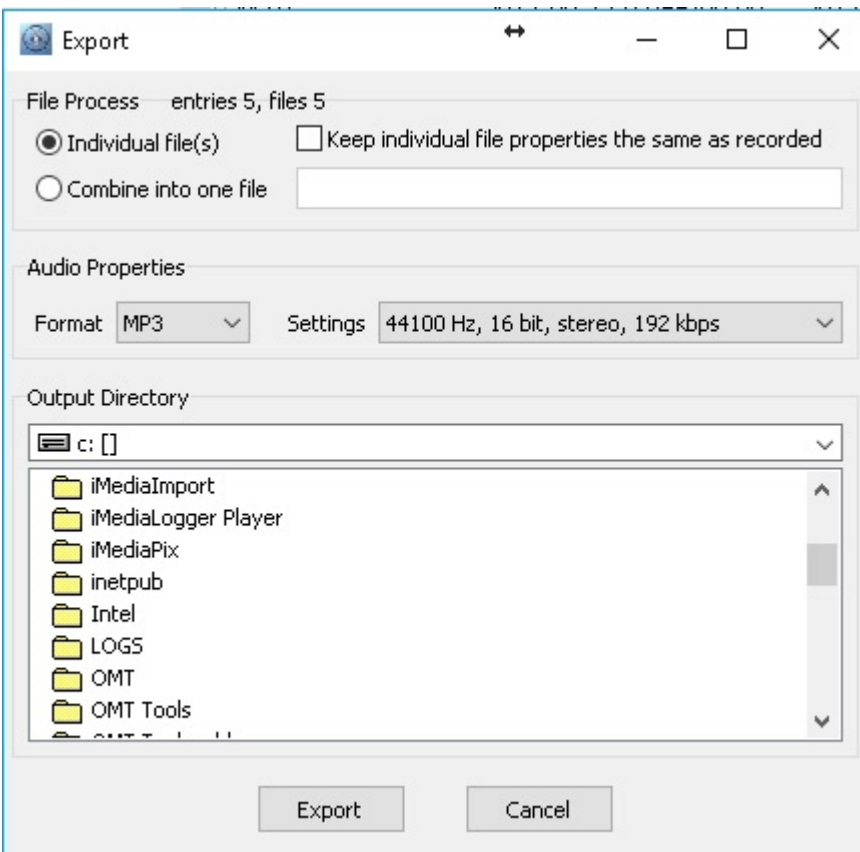 Export
File Process entries 5, files 5
Individual file(s) Keep individual file properties the same as recorded
Combine into one file
Audio Properties
Format MP3 Settings 44100 Hz, 16 bit, stereo, 192 kbps
Output Directory
c: []
iMediaImport
iMediaLogger Player
iMediaPix
inetpub
Intel
LOGS
OMT
OMT Tools
Export Cancel